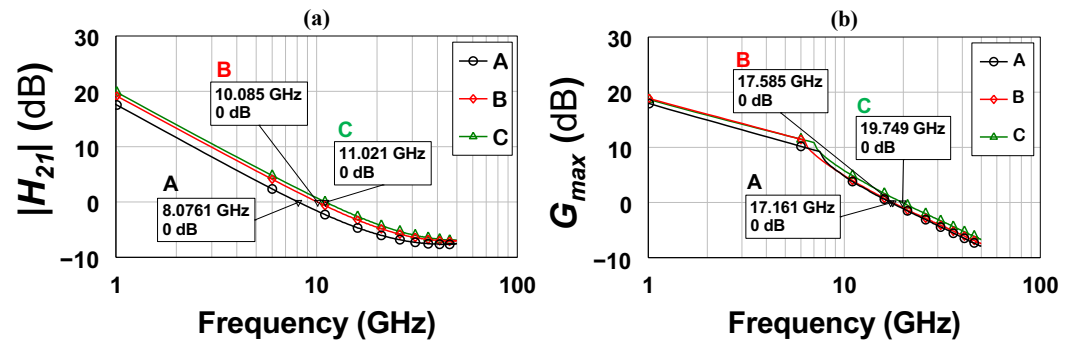 (a)
|H21| (dB)
30
20
10
0
−10
1
10
100
Frequency (GHz)
A
B
C
B
10.085 GHz
0 dB
C
11.021 GHz
0 dB
A
8.0761 GHz
0 dB
(b)
Gmax (dB)
30
20
10
0
−10
1
10
100
Frequency (GHz)
A
B
C
B
17.585 GHz
0 dB
C
19.749 GHz
0 dB
A
17.161 GHz
0 dB